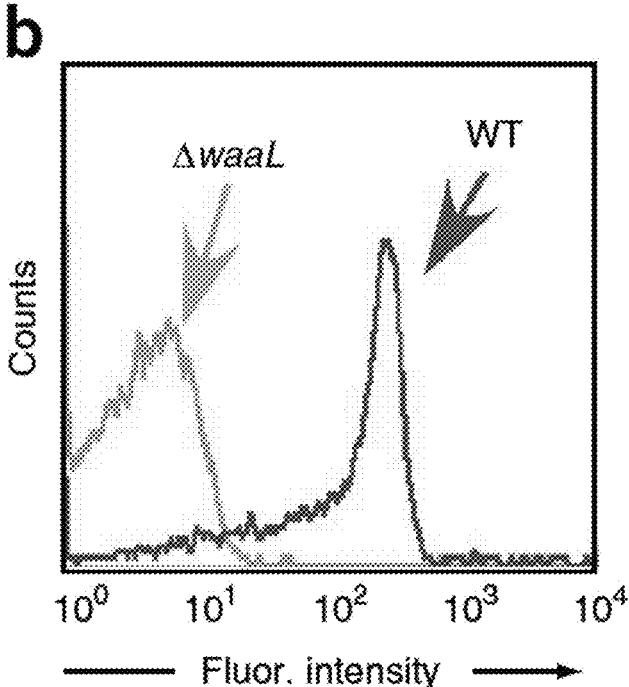 b
ΔwaaL
WT
Counts
10⁰ 10¹ 10² 10³ 10⁴
Fluor. intensity